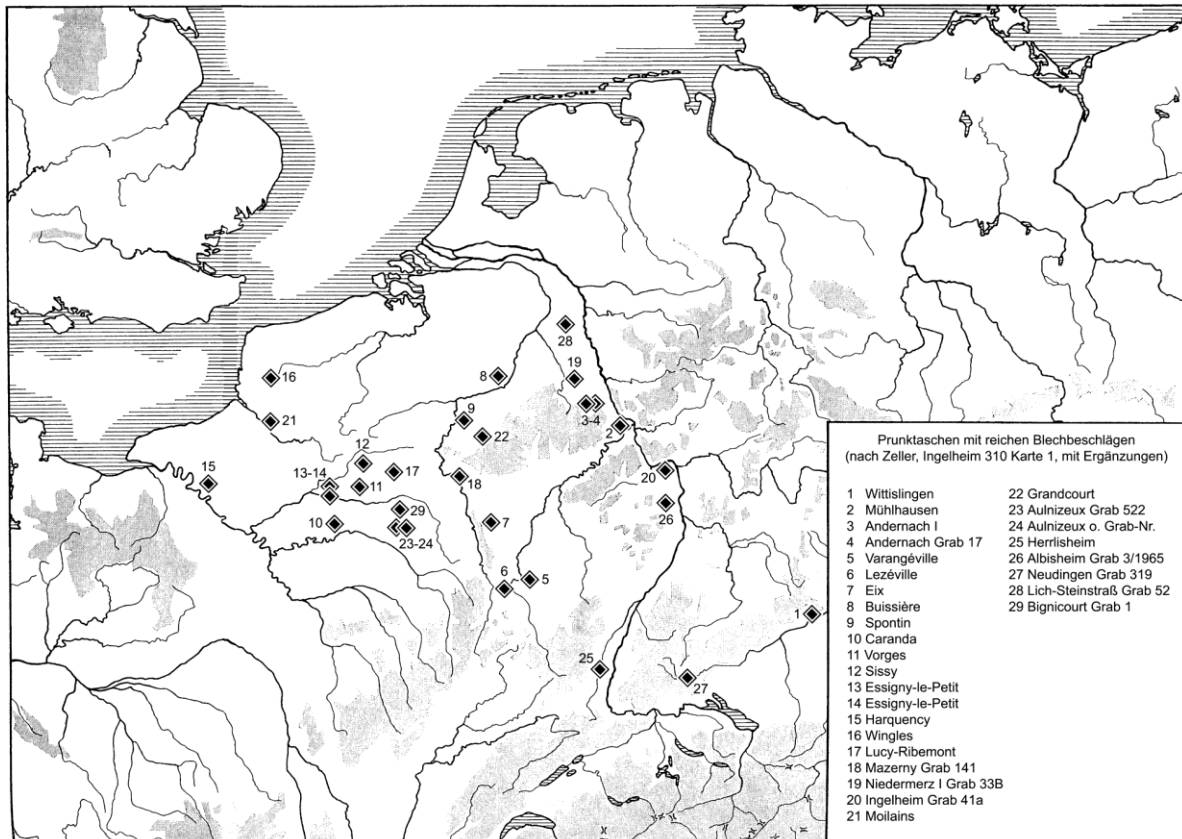 16
21
15
12
13-14
17
11
29
10
23-24
8
9
22
18
7
6
5
28
19
3-4
2
20
26
25
27
1
Prunktaschen mit reichen Blechbeschlägen
(nach Zeller, Ingelheim 310 Karte 1, mit Ergänzungen)
1 Wittislingen
2 Mühlhausen
3 Andernach I
4 Andernach Grab 17
5 Varangéville
6 Lezéville
7 Eix
8 Buissière
9 Spontin
10 Caranda
11 Vorges
12 Sissy
13 Essigny-le-Petit
14 Essigny-le-Petit
15 Harquency
16 Wingles
17 Lucy-Ribemont
18 Mazerny Grab 141
19 Niedermerz I Grab 33B
20 Ingelheim Grab 41a
21 Moilains
22 Grandcourt
23 Aulnizeux Grab 522
24 Aulnizeux o. Grab-Nr.
25 Herrlisheim
26 Albisheim Grab 3/1965
27 Neudingen Grab 319
28 Lich-Steinstraß Grab 52
29 Bignicourt Grab 1